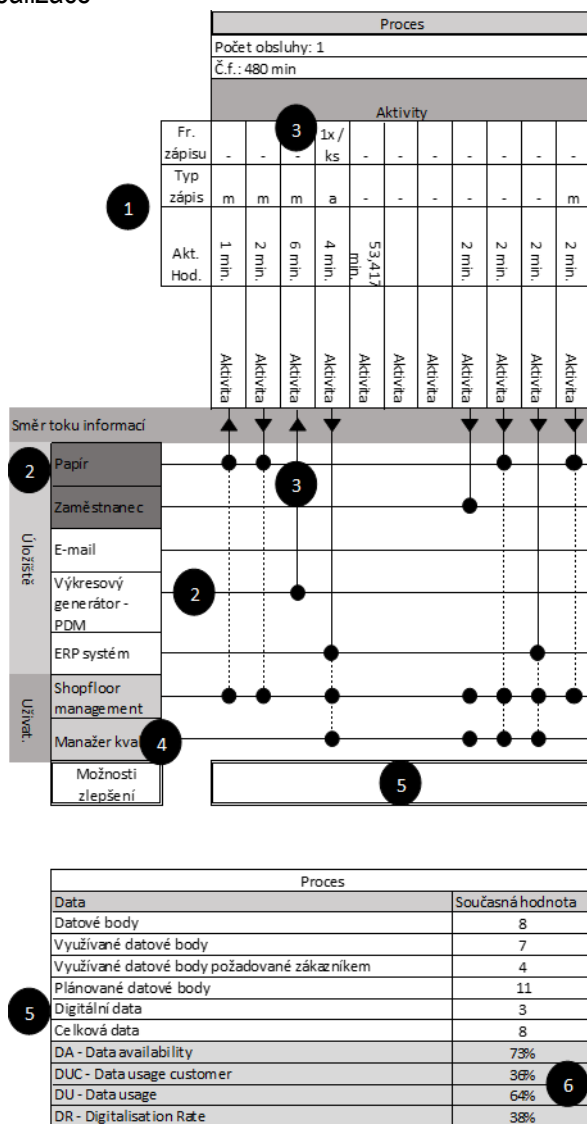 Proces
Počet obsluhy: 1
Č.f.: 480 min
Aktivity
3
Fr. zápisu - - - 1x / ks - - - - - - -
1
Typ zápis m m m a - - - - - - m
Akt. Hod. 1 min. 2 min. 6 min. 4 min. 53,417 min. 2 min. 2 min. 2 min. 2 min.
Aktivita Aktivita Aktivita Aktivita Aktivita Aktivita Aktivita Aktivita Aktivita Aktivita Aktivita
Směr toku informací
Úložiště
2
Papír
3
Zaměstnanec
E-mail
Výkresový
generátor -
PDM
2
ERP systém
Uživat.
Shopfloor
management
Manažer kval
4
Možnosti
zlepšení
5
Proces
Data Současná hodnota
Datové body 8
Využívané datové body 7
Využívané datové body požadované zákazníkem 4
Plánované datové body 11
5
Digitální data 3
Celková data 8
DA - Data availability 73%
DUC - Data usage customer 36%
6
DU - Data usage 64%
DR - Digitalisation Rate 38%